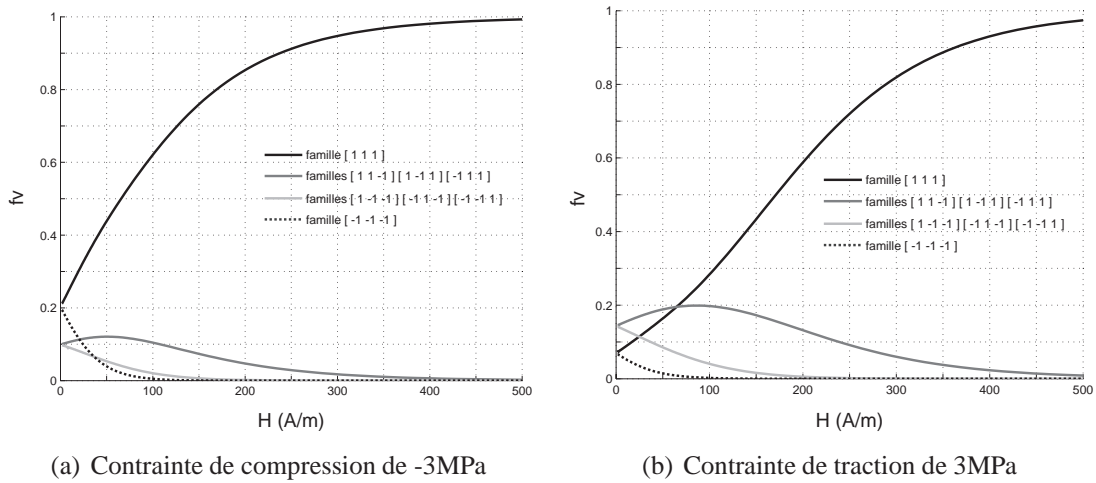 1
0.8
0.6
0.4
0.2
0
fv
0 100 200 300 400 500
H (A/m)
famille [ 1 1 1 ]
familles [ 1 1 -1 ] [ 1 -1 1 ] [ -1 1 1 ]
familles [ 1 -1 -1 ] [ -1 1 -1 ] [ -1 -1 1 ]
famille [ -1 -1 -1 ]
(a) Contrainte de compression de -3MPa
1
0.8
0.6
0.4
0.2
0
fv
0 100 200 300 400 500
H (A/m)
famille [ 1 1 1 ]
familles [ 1 1 -1 ] [ 1 -1 1 ] [ -1 1 1 ]
familles [ 1 -1 -1 ] [ -1 1 -1 ] [ -1 -1 1 ]
famille [ -1 -1 -1 ]
(b) Contrainte de traction de 3MPa